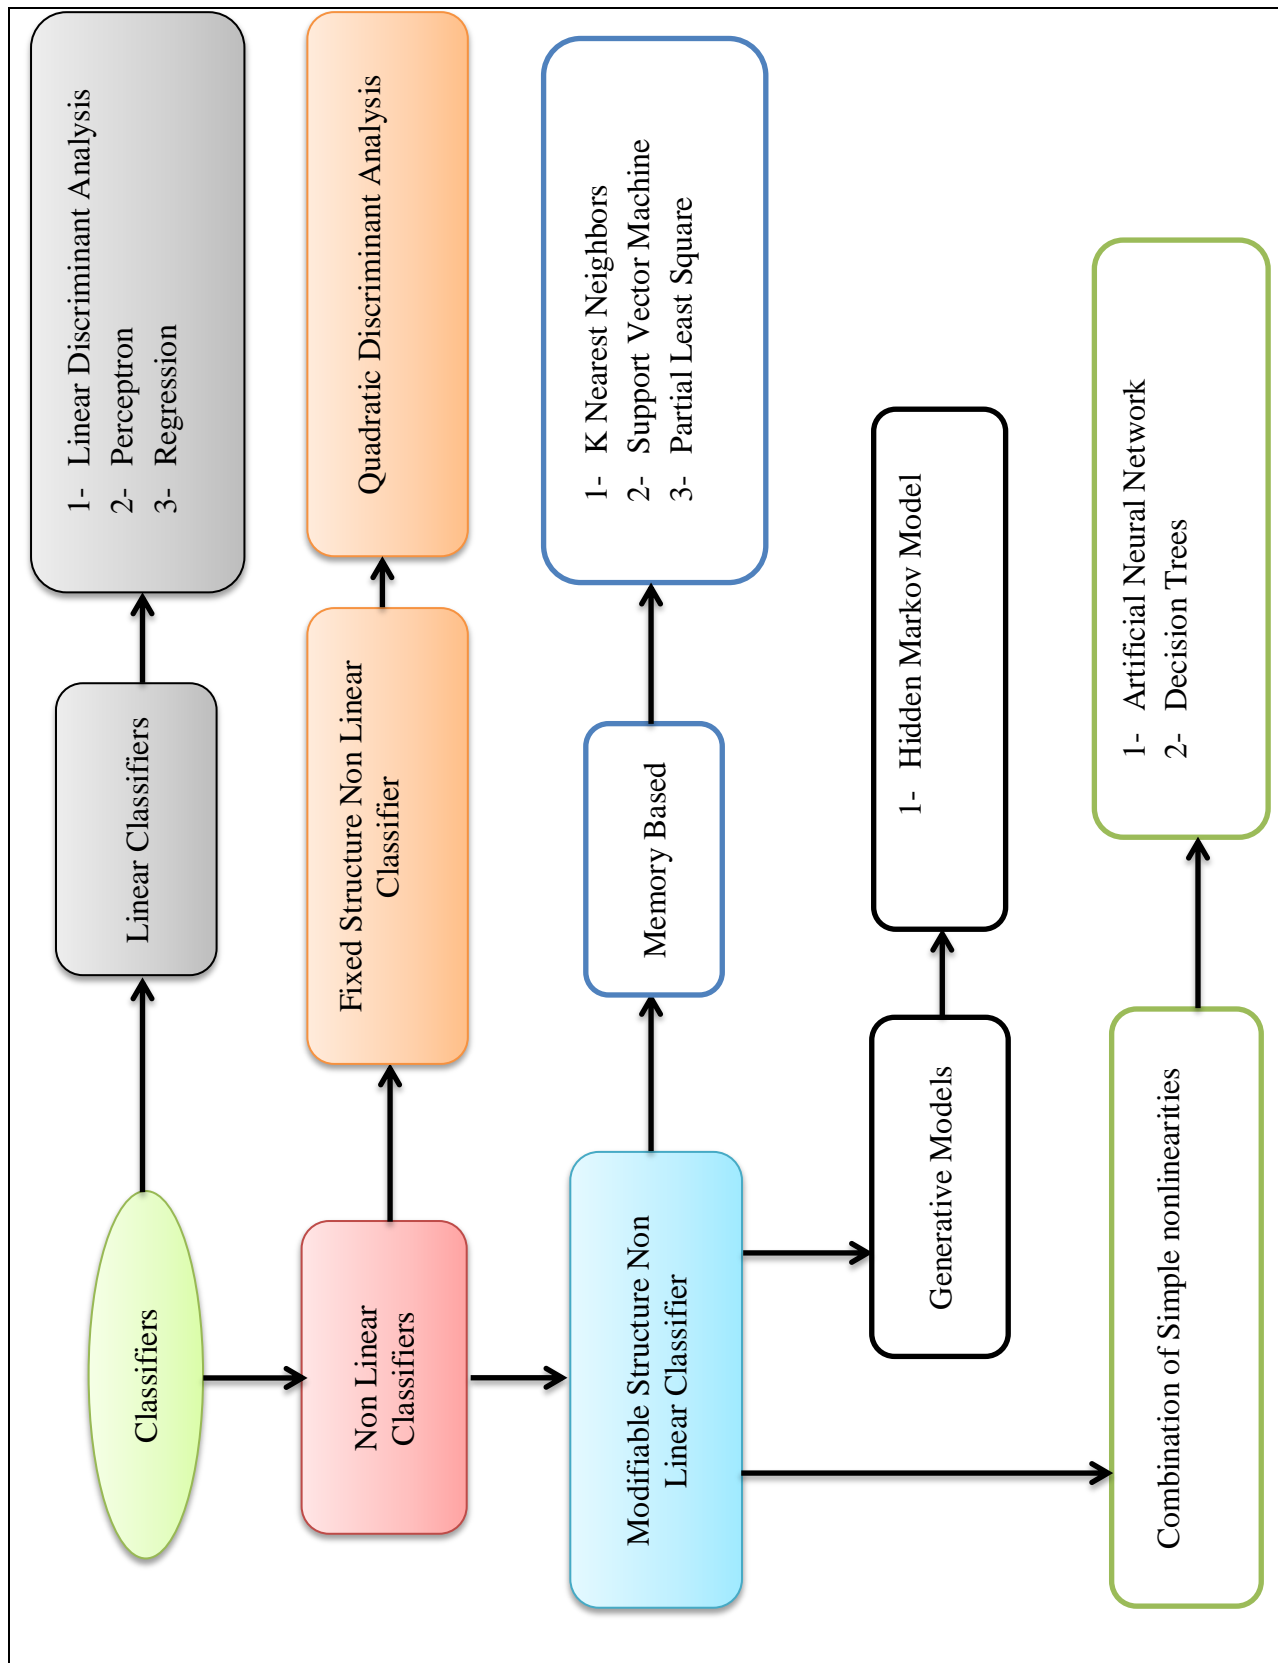 Classifiers
Linear Classifiers
1- Linear Discriminant Analysis
2- Perceptron
3- Regression
Non Linear
Classifiers
Fixed Structure Non Linear
Classifier
Quadratic Discriminant Analysis
Modifiable Structure Non
Linear Classifier
Memory Based
1- K Nearest Neighbors
2- Support Vector Machine
3- Partial Least Square
Generative Models
1- Hidden Markov Model
Combination of Simple nonlinearities
1- Artificial Neural Network
2- Decision Trees